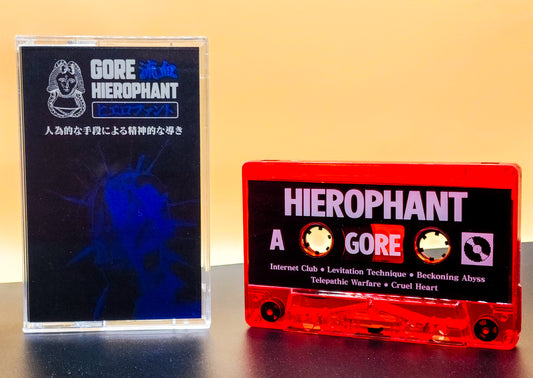 GORE 流血
HIEROPHANT
ヒエロファント
人為的な手段による精神的な導き
HIEROPHANT
A GORE
Internet Club • Levitation Technique • Beckoning Abyss
Telepathic Warfare • Cruel Heart